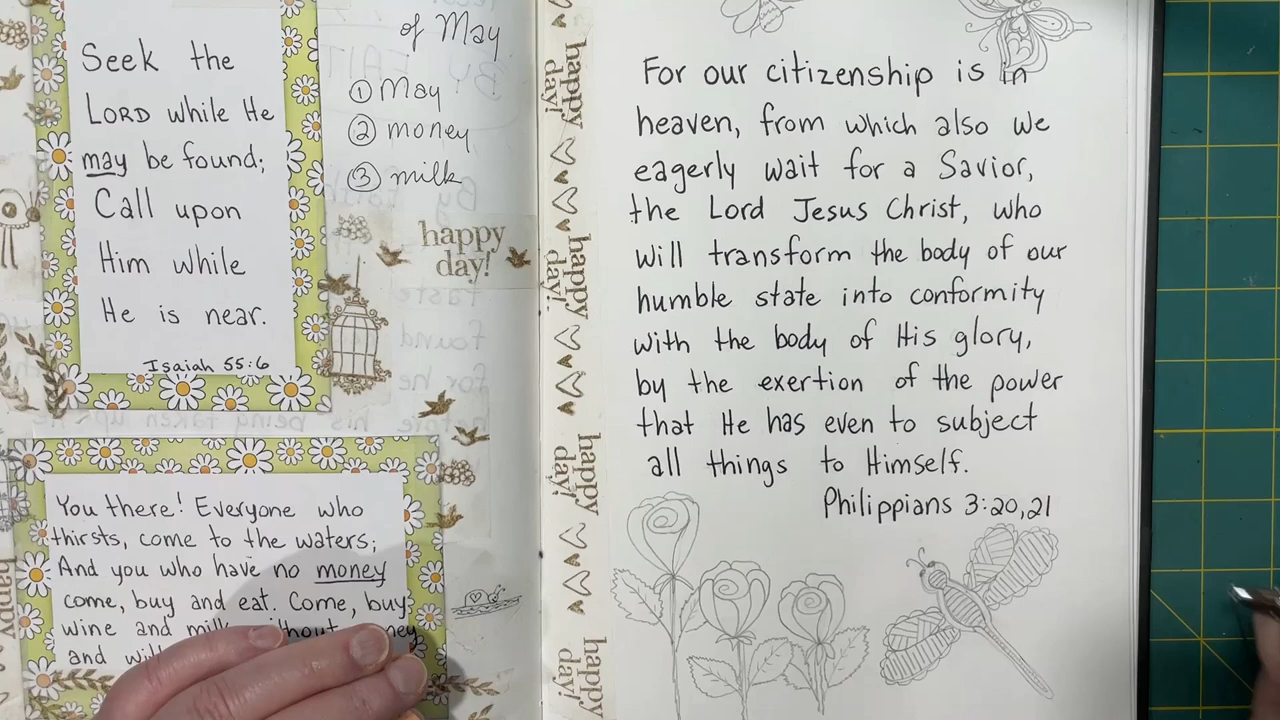 Seek the
LORD while He
may be found;
Call upon
Him while
He is near.
Isaiah 55:6
of May
① May
② money
③ milk
happy
day!
You there! Everyone who
thirsts, come to the waters;
And you who have no money
come, buy and eat. Come, buy
wine and
and
happy
day!
happy
day!
happy
day!
happy
day!
happy
For our citizenship is in
heaven, from which also we
eagerly wait for a Savior,
the Lord Jesus Christ, who
will transform the body of our
humble state into conformity
with the body of His glory,
by the exertion of the power
that He has even to subject
all things to Himself.
Philippians 3:20,21